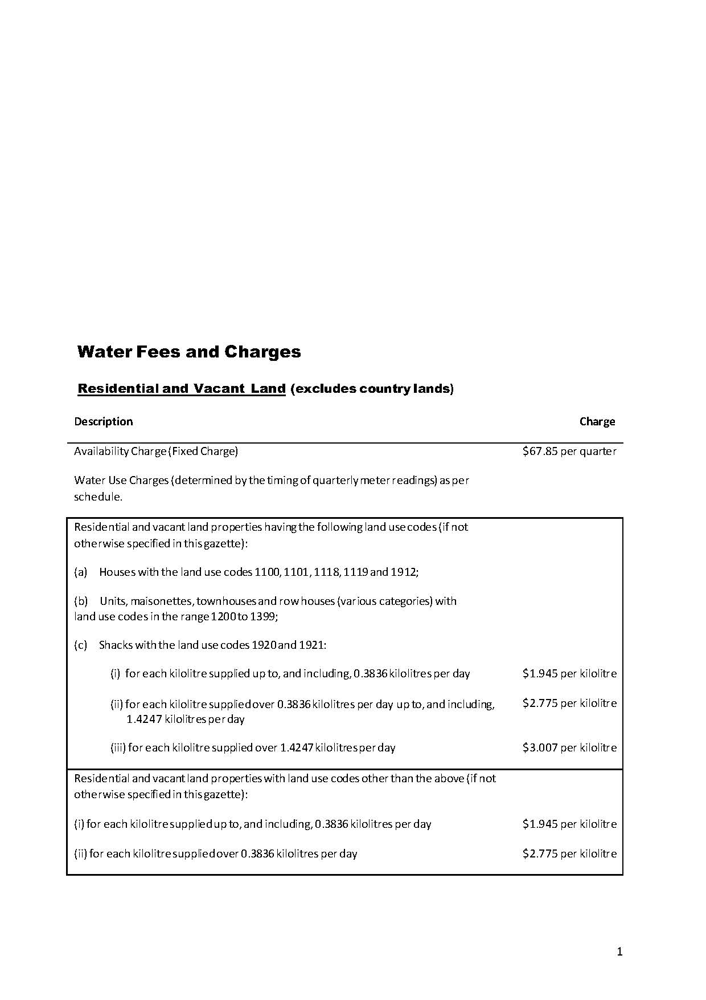 Water Fees and Charges
Residential and Vacant Land (excludes country lands)
Description Charge
Availability Charge (Fixed Charge) $67.85 per quarter
Water Use Charges (determined by the timing of quarterly meter readings) as per
schedule.
Residential and vacant land properties having the following land use codes (if not
otherwise specified in this gazette):
(a) Houses with the land use codes 1100, 1101, 1118, 1119 and 1912;
(b) Units, maisonettes, townhouses and row houses (various categories) with
land use codes in the range 1200 to 1399;
(c) Shacks with the land use codes 1920 and 1921:
(i) for each kilolitre supplied up to, and including, 0.3836 kilolitres per day $1.945 per kilolitre
(ii) for each kilolitre supplied over 0.3836 kilolitres per day up to, and including, $2.775 per kilolitre
1.4247 kilolitres per day
(iii) for each kilolitre supplied over 1.4247 kilolitres per day $3.007 per kilolitre
Residential and vacant land properties with land use codes other than the above (if not
otherwise specified in this gazette):
(i) for each kilolitre supplied up to, and including, 0.3836 kilolitres per day $1.945 per kilolitre
(ii) for each kilolitre supplied over 0.3836 kilolitres per day $2.775 per kilolitre
1